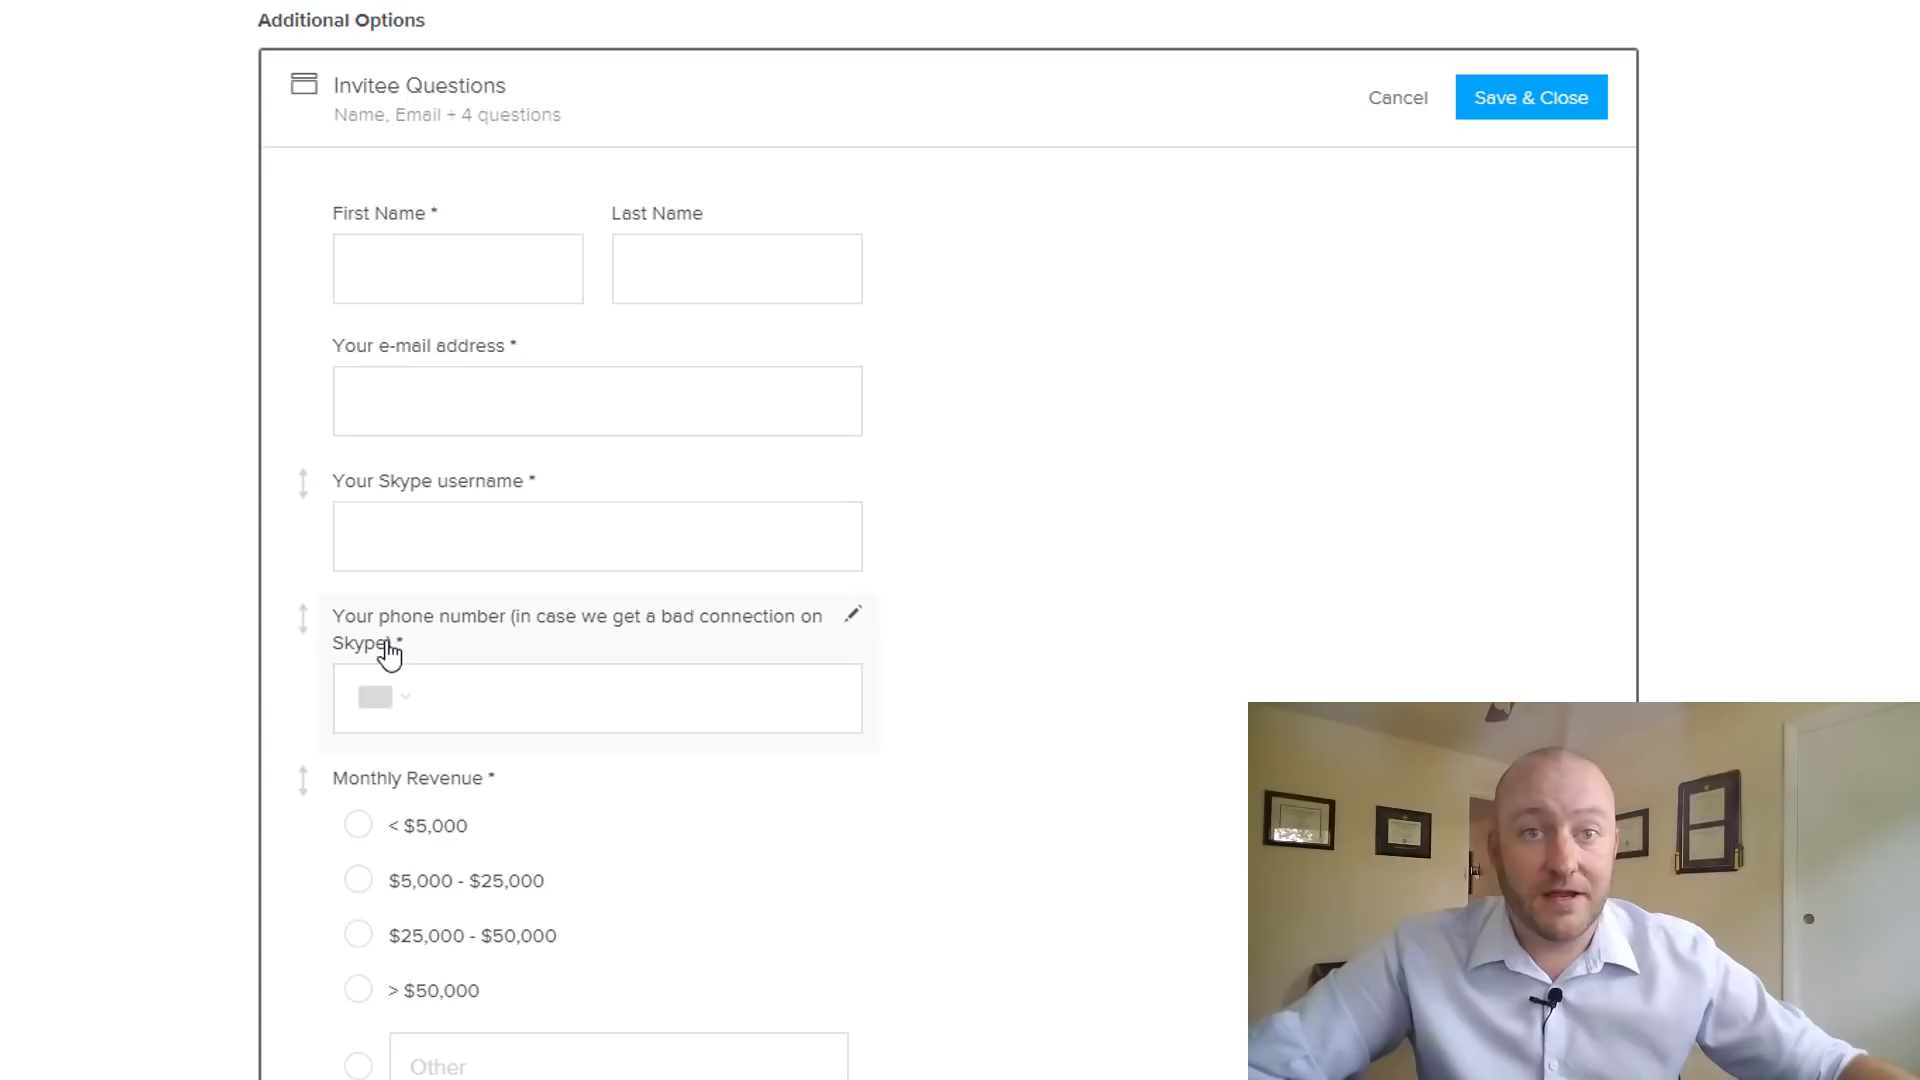 Additional Options
Invitee Questions
Name, Email + 4 questions
Cancel
Save & Close
First Name *
Last Name
Your e-mail address *
Your Skype username *
Your phone number (in case we get a bad connection on
Skype) *
Monthly Revenue *
< $5,000
$5,000 - $25,000
$25,000 - $50,000
> $50,000
Other